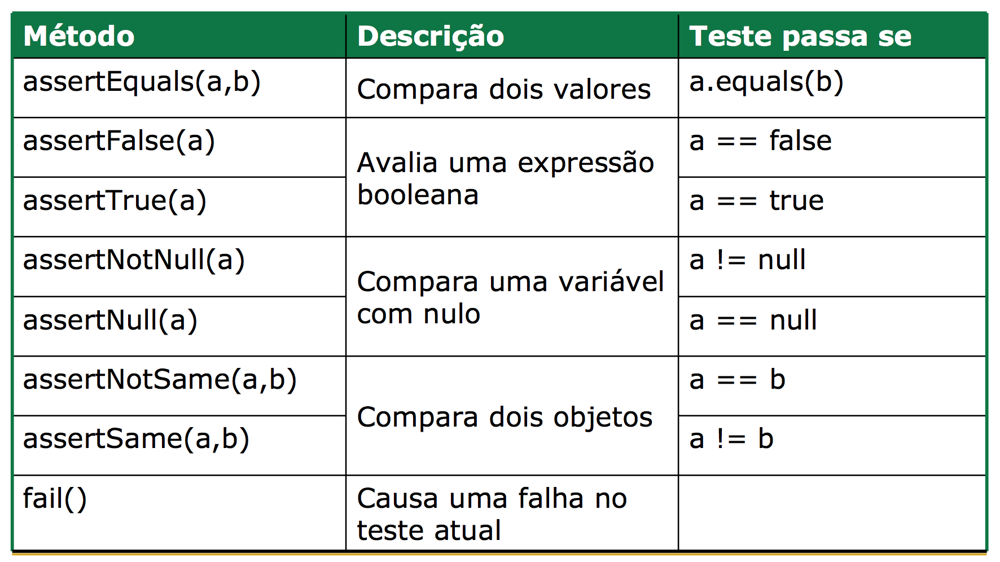 Método Descrição Teste passa se
assertEquals(a,b) Compara dois valores a.equals(b)
assertFalse(a) a == false
Avalia uma expressão
booleana
assertTrue(a) a == true
assertNotNull(a) a != null
Compara uma variável
com nulo
assertNull(a) a == null
assertNotSame(a,b) a == b
Compara dois objetos
assertSame(a,b) a != b
fail() Causa uma falha no
teste atual